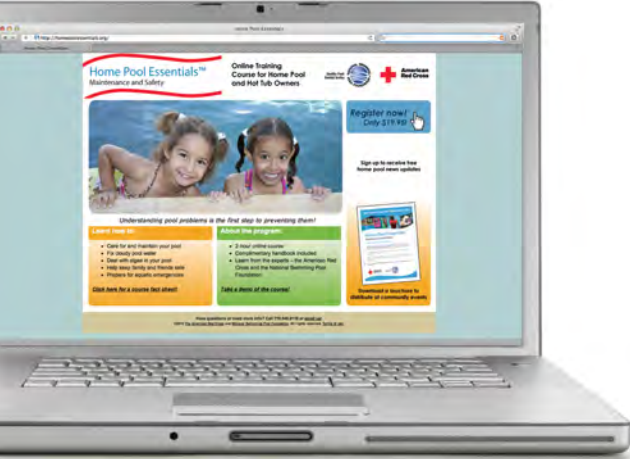 Home Pool Essentials
http://homepoolessentials.org/
Home Pool Essentials™
Maintenance and Safety
Online Training
Course for Home Pool
and Hot Tub Owners
American
Red Cross
Register now!
Only $19.95!
Sign up to receive free
home pool news updates
Understanding pool problems is the first step to preventing them!
Learn how to:
• Care for and maintain your pool
• Fix cloudy pool water
• Deal with algae in your pool
• Help keep family and friends safe
• Prepare for aquatic emergencies
Click here for a course fact sheet!
About the program:
• 2-hour online course
• Complimentary handbook included
• Learn from the experts – the American Red
Cross and the National Swimming Pool
Foundation.
Take a demo of the course!
Download a brochure to
distribute at community events